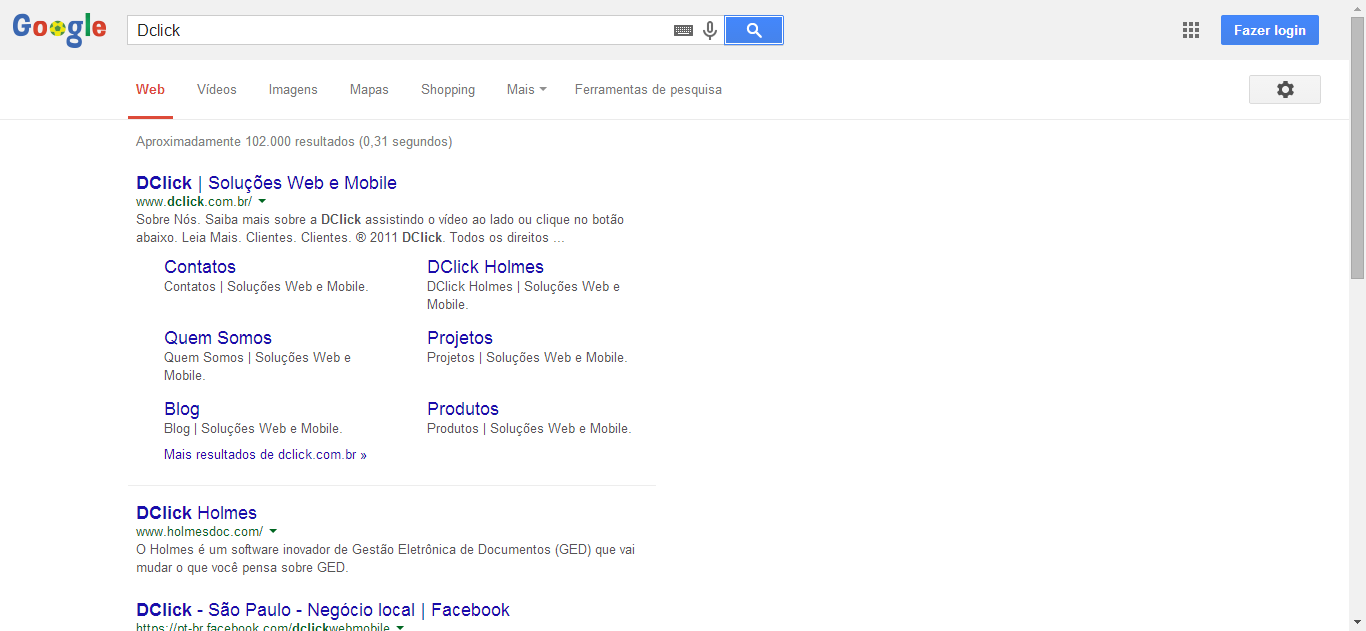 Google
Dclick
Fazer login
Web Vídeos Imagens Mapas Shopping Mais Ferramentas de pesquisa
Aproximadamente 102.000 resultados (0,31 segundos)
DClick | Soluções Web e Mobile
www.dclick.com.br/
Sobre Nós. Saiba mais sobre a DClick assistindo o vídeo ao lado ou clique no botão
abaixo. Leia Mais. Clientes. Clientes. ® 2011 DClick. Todos os direitos ...
Contatos
Contatos | Soluções Web e Mobile.
DClick Holmes
DClick Holmes | Soluções Web e
Mobile.
Quem Somos
Quem Somos | Soluções Web e
Mobile.
Projetos
Projetos | Soluções Web e Mobile.
Blog
Blog | Soluções Web e Mobile.
Produtos
Produtos | Soluções Web e Mobile.
Mais resultados de dclick.com.br »
DClick Holmes
www.holmesdoc.com/
O Holmes é um software inovador de Gestão Eletrônica de Documentos (GED) que vai
mudar o que você pensa sobre GED.
DClick - São Paulo - Negócio local | Facebook
https://pt-br.facebook.com/dclickwebmobile